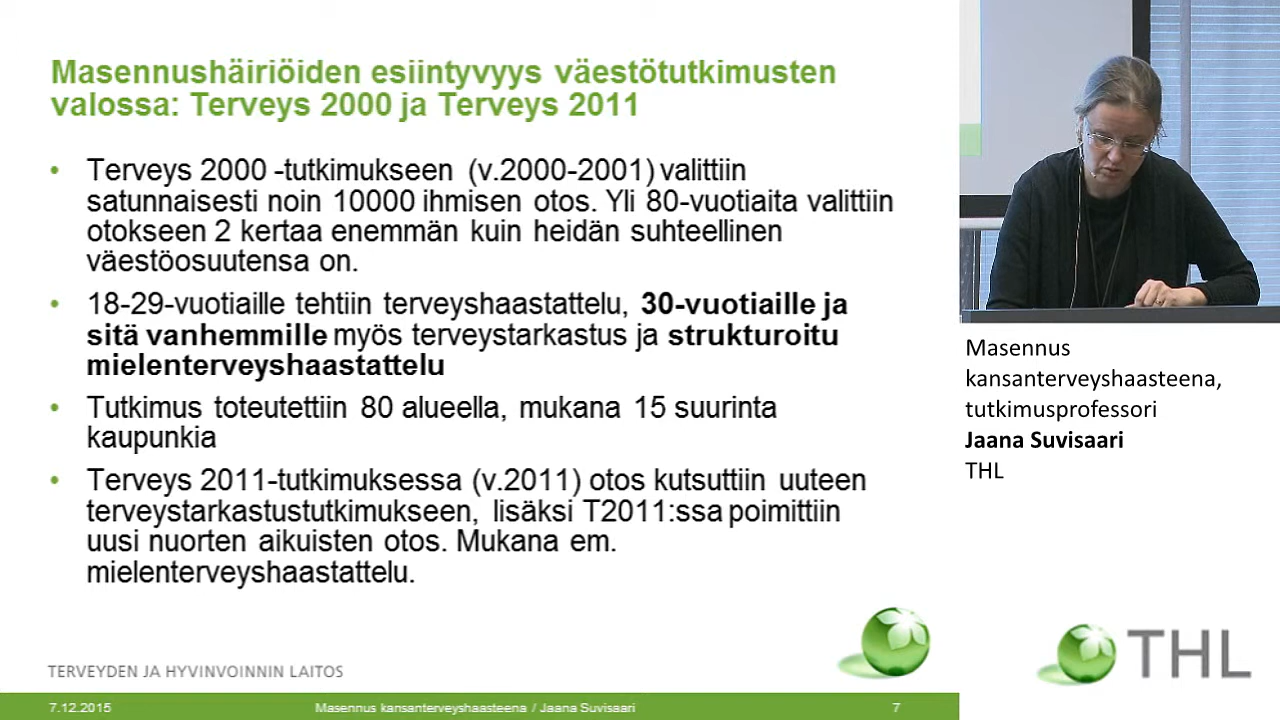 Masennushäiriöiden esiintyvyys väestötutkimusten
valossa: Terveys 2000 ja Terveys 2011
• Terveys 2000 -tutkimukseen (v.2000-2001) valittiin
satunnaisesti noin 10000 ihmisen otos. Yli 80-vuotiaita valittiin
otokseen 2 kertaa enemmän kuin heidän suhteellinen
väestöosuutensa on.
• 18-29-vuotiaille tehtiin terveyshaastattelu, 30-vuotiaille ja
sitä vanhemmille myös terveystarkastus ja strukturoitu
mielenterveyshaastattelu
• Tutkimus toteutettiin 80 alueella, mukana 15 suurinta
kaupunkia
• Terveys 2011-tutkimuksessa (v.2011) otos kutsuttiin uuteen
terveystarkastustutkimukseen, lisäksi T2011:ssa poimittiin
uusi nuorten aikuisten otos. Mukana em.
mielenterveyshaastattelu.
TERVEYDEN JA HYVINVOINNIN LAITOS
7.12.2015 Masennus kansanterveyshaasteena / Jaana Suvisaari 7
Masennus
kansanterveyshaasteena,
tutkimusprofessori
Jaana Suvisaari
THL
THL